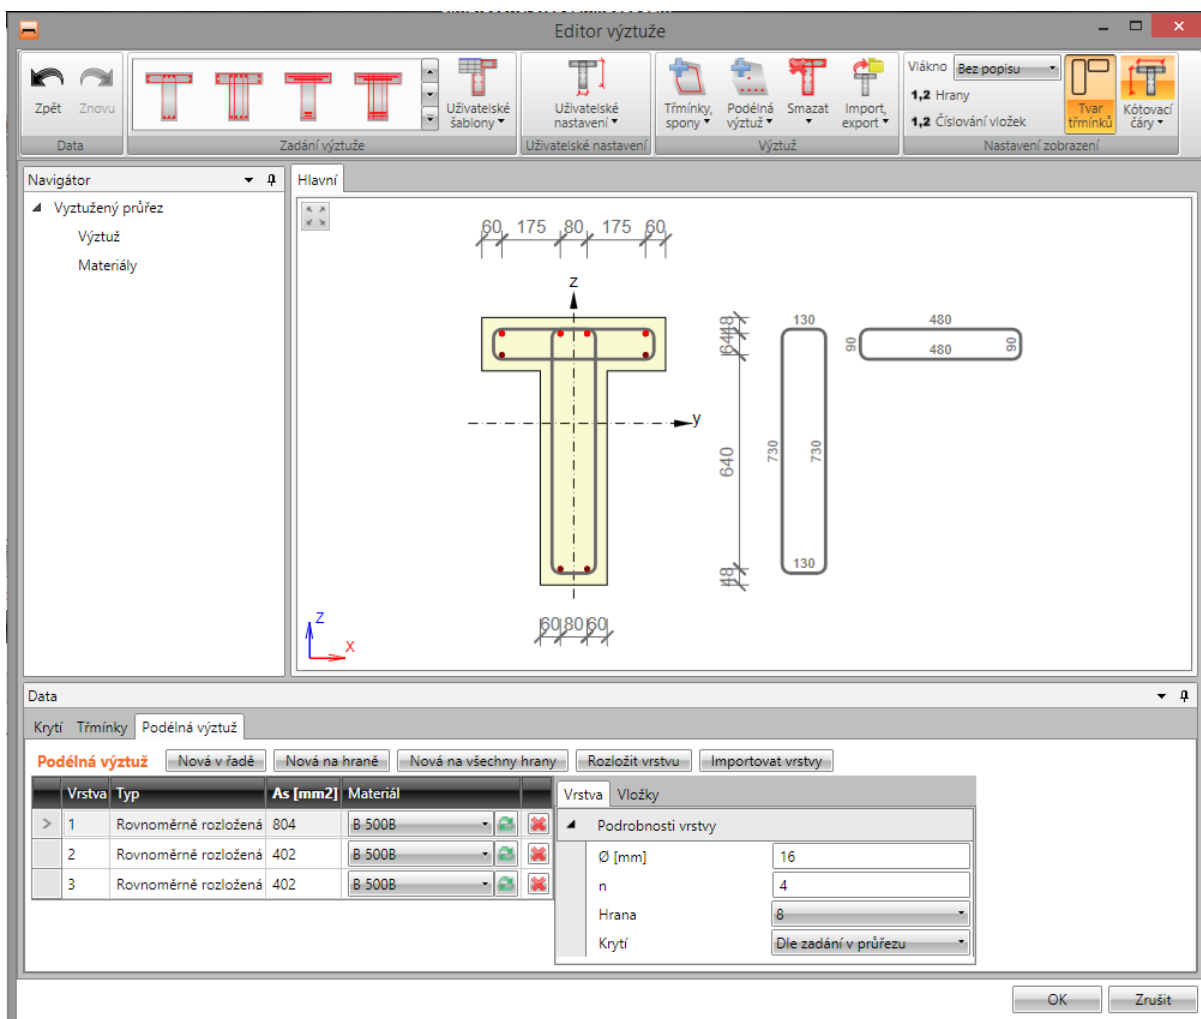 Editor výztuže
Zpět Znovu
Data
Zadání výztuže
Uživatelské šablony
Uživatelské nastavení
Uživatelské nastavení
Třmínky, spony
Podélná výztuž
Smazat
Import, export
Výztuž
Vlákno Bez popisu
1,2 Hrany
1,2 Číslování vložek
Tvar třmínků
Kótovací čáry
Nastavení zobrazení
Navigátor
Vyztužený průřez
Výztuž
Materiály
Hlavní
60 175 80 175 60
z
y
48
64
640
48
130
730 730
130
480
90 90
480
60 80 60
Z
X
Data
Krytí Třmínky Podélná výztuž
Podélná výztuž Nová v řadě Nová na hraně Nová na všechny hrany Rozložit vrstvu Importovat vrstvy
Vrstva Typ As [mm2] Materiál
> 1 Rovnoměrně rozložená 804 B 500B
2 Rovnoměrně rozložená 402 B 500B
3 Rovnoměrně rozložená 402 B 500B
Vrstva Vložky
Podrobnosti vrstvy
Ø [mm] 16
n 4
Hrana 8
Krytí Dle zadání v průřezu
OK Zrušit